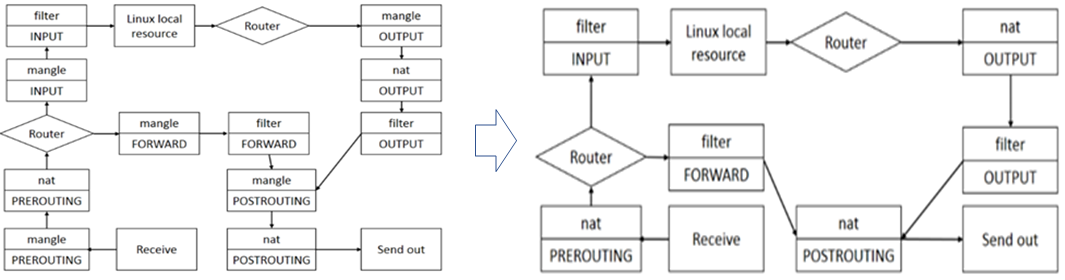 filter
INPUT
Linux local
resource
Router
mangle
OUTPUT
mangle
INPUT
nat
OUTPUT
Router
mangle
FORWARD
filter
FORWARD
filter
OUTPUT
nat
PREROUTING
mangle
POSTROUTING
mangle
PREROUTING
Receive
nat
POSTROUTING
Send out
filter
INPUT
Linux local
resource
Router
nat
OUTPUT
Router
filter
FORWARD
filter
OUTPUT
nat
PREROUTING
Receive
nat
POSTROUTING
Send out